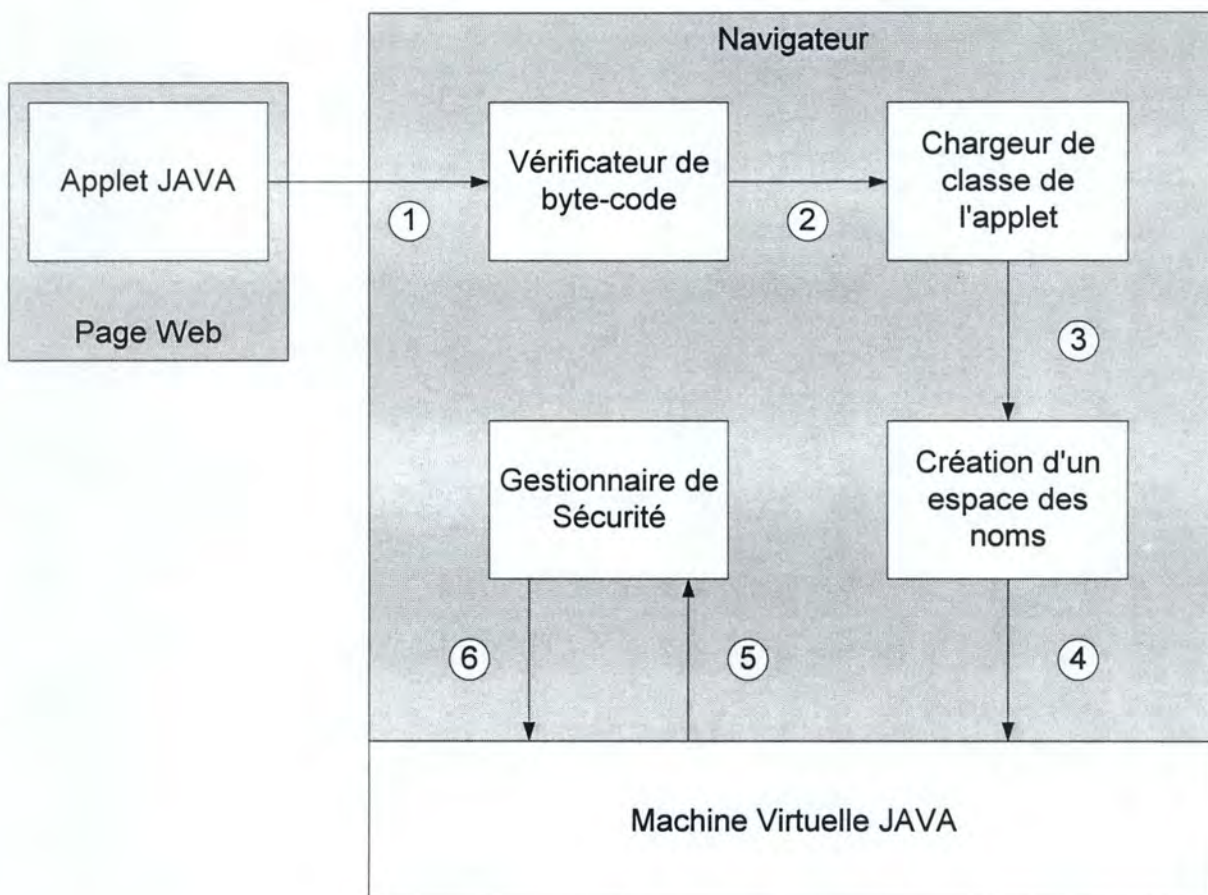 Navigateur
Applet JAVA
Page Web
1
Vérificateur de
byte-code
2
Chargeur de
classe de
l'applet
3
Gestionnaire de
Sécurité
Création d'un
espace des
noms
6
5
4
Machine Virtuelle JAVA